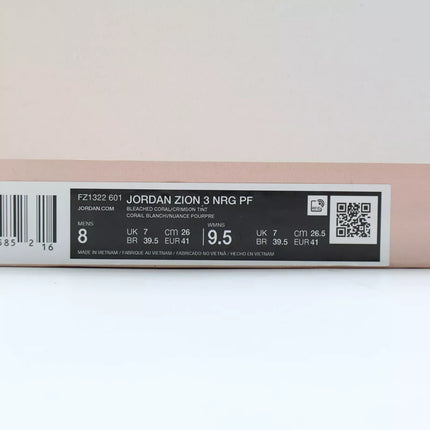 FZ1322 601 JORDAN ZION 3 NRG PF
JORDAN.COM BLEACHED CORAL/CRIMSON TINT
CORAIL BLANCHI/NUANCE POURPRE
MENS WMNS
8 UK 7 CM 26 9.5 UK 7 CM 26.5
BR 39.5 EUR 41 BR 39.5 EUR 41
MADE IN VIETNAM / FABRIQUE AU VIETNAM / FABRICADO NO VIETNÃ / HECHO EN VIETNAM
585 2 16